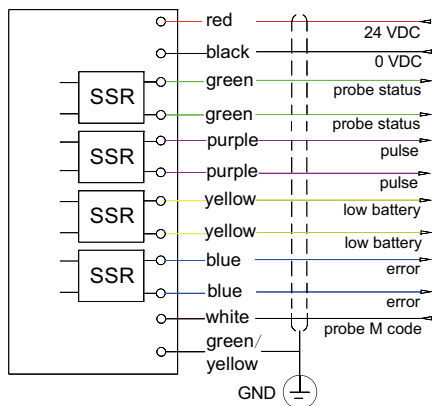 red
24 VDC
black
0 VDC
SSR
green
probe status
green
probe status
SSR
purple
pulse
purple
pulse
SSR
yellow
low battery
yellow
low battery
SSR
blue
error
blue
error
white
probe M code
green/
yellow
GND